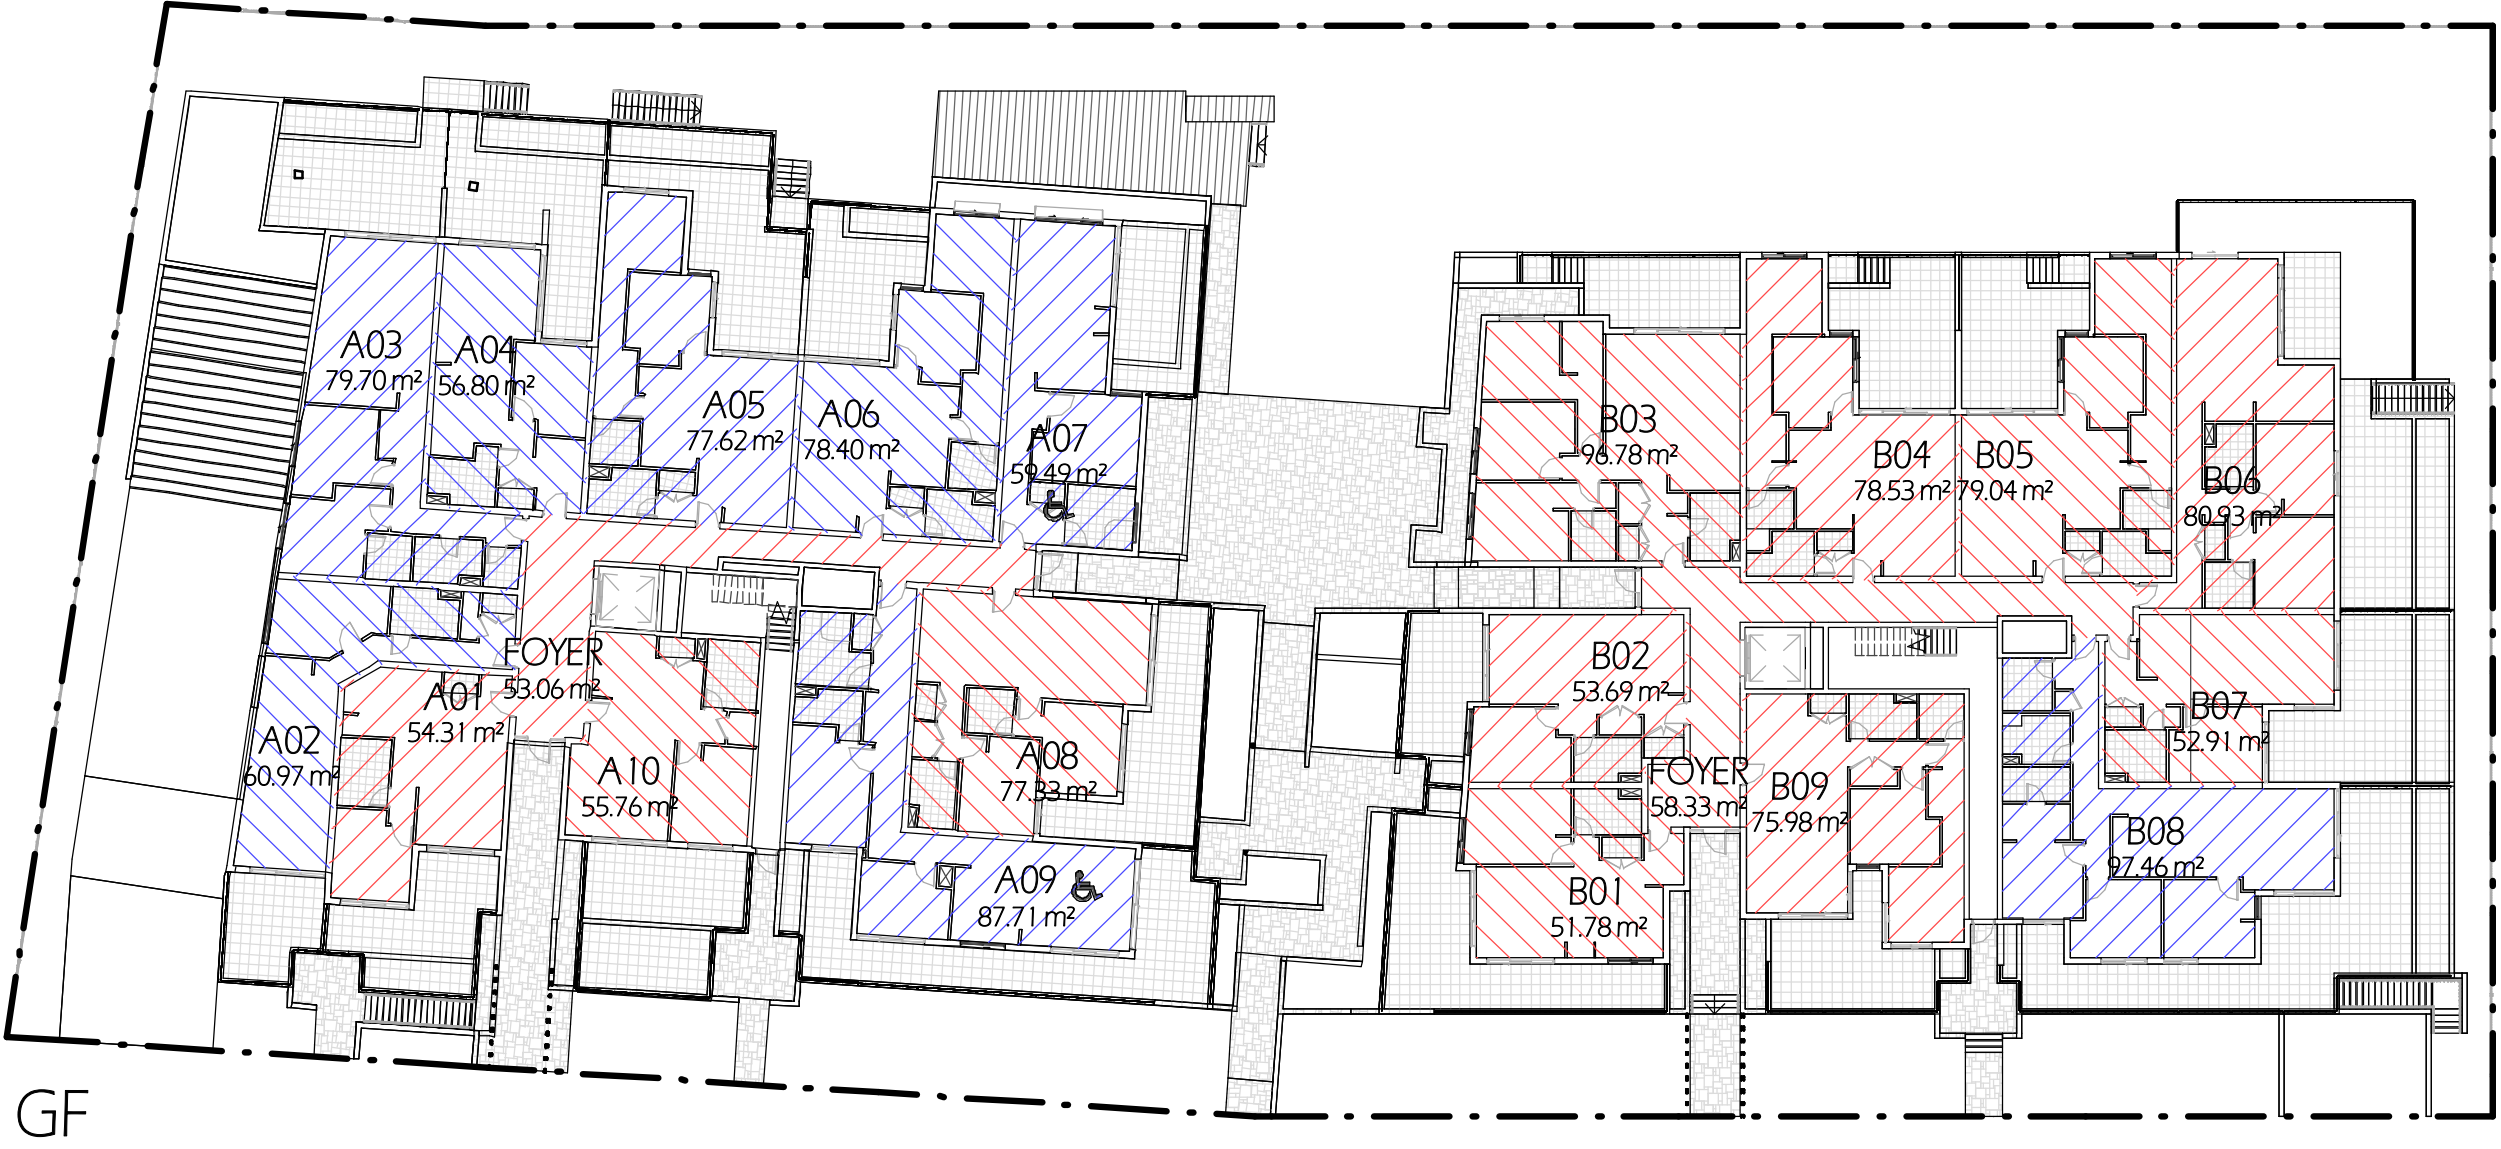 A03
79.70 m²
A04
56.80 m²
A05
77.62 m²
A06
78.40 m²
A07
59.49 m²
B03
96.78 m²
B04
78.53 m²
B05
79.04 m²
B06
80.93 m²
FOYER
53.06 m²
A01
54.31 m²
A02
60.97 m²
A10
55.76 m²
A08
77.33 m²
A09
87.71 m²
B02
53.69 m²
FOYER
58.33 m²
B09
75.98 m²
B07
52.91 m²
B08
97.46 m²
B01
51.78 m²
GF